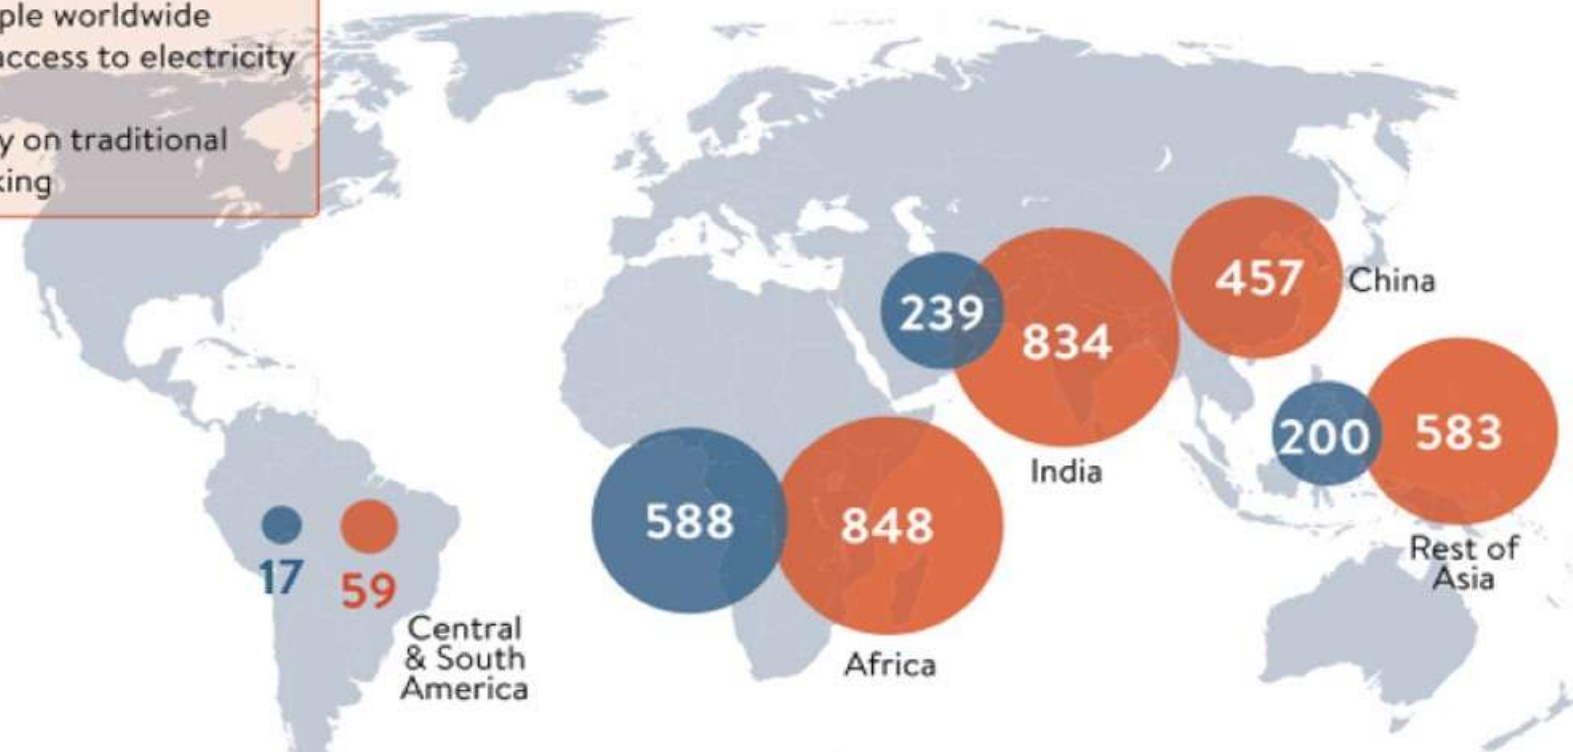 ple worldwide
access to electricity
y on traditional
king
457
China
239
834
India
200
583
Rest of
Asia
588
848
Africa
17
59
Central
& South
America